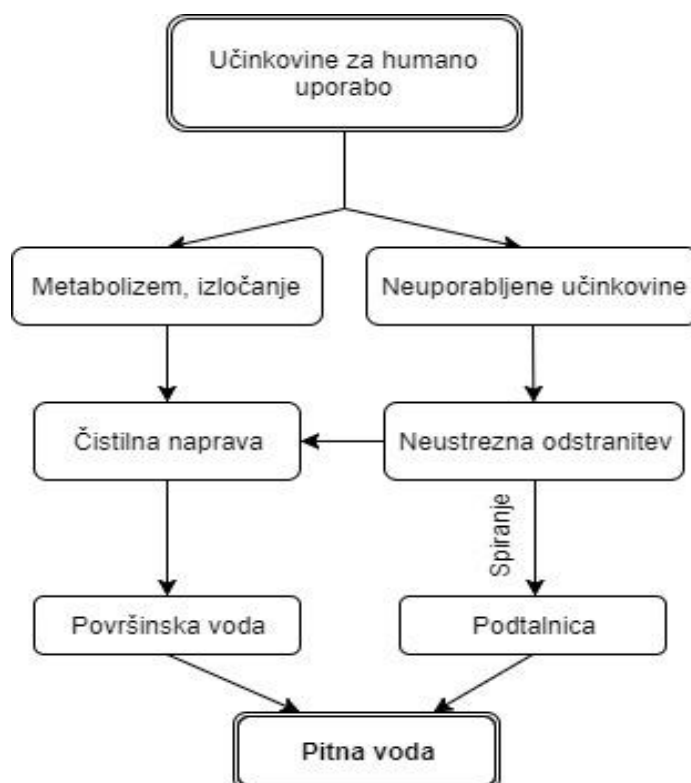 Učinkovine za humano
uporabo
Metabolizem, izločanje
Neuporabljene učinkovine
Čistilna naprava
Neustrezna odstranitev
Spiranje
Površinska voda
Podtalnica
Pitna voda